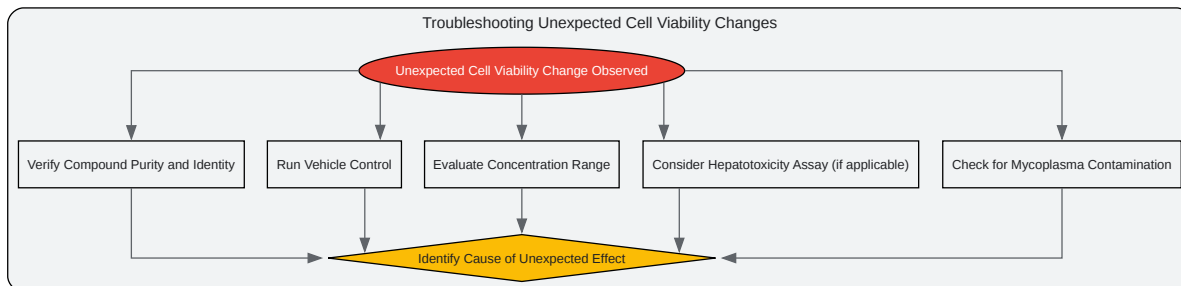 Troubleshooting Unexpected Cell Viability Changes
Unexpected Cell Viability Change Observed
Verify Compound Purity and Identity
Run Vehicle Control
Evaluate Concentration Range
Consider Hepatotoxicity Assay (if applicable)
Check for Mycoplasma Contamination
Identify Cause of Unexpected Effect